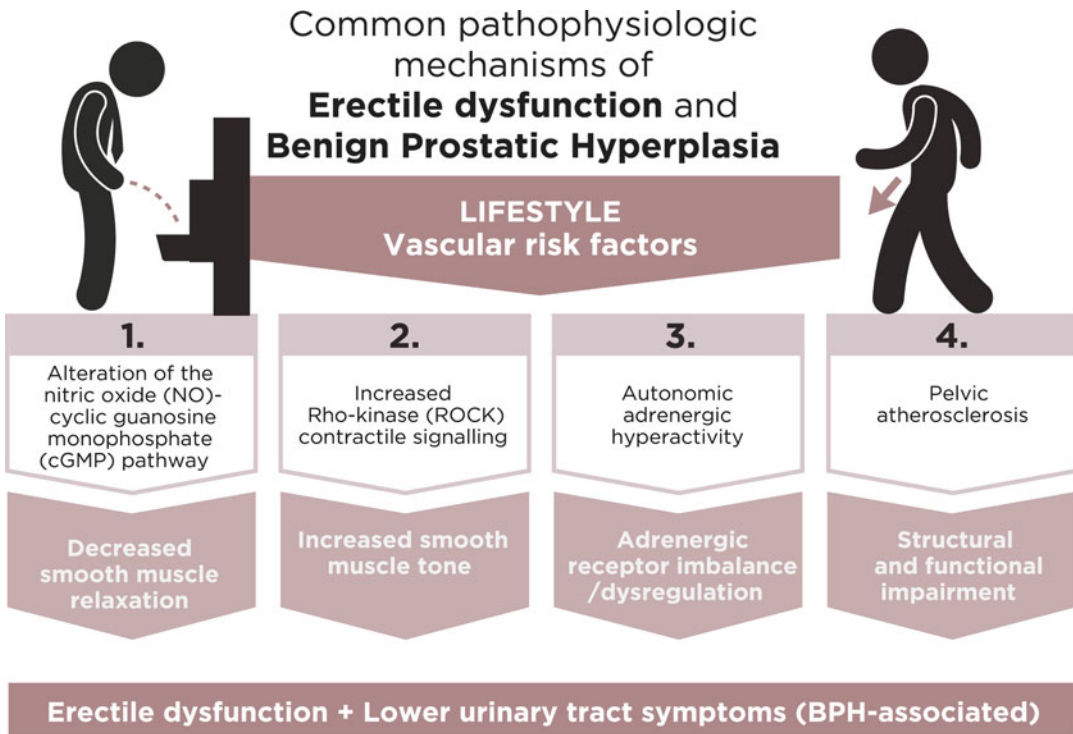 Common pathophysiologic
mechanisms of
Erectile dysfunction and
Benign Prostatic Hyperplasia
LIFESTYLE
Vascular risk factors
1.
Alteration of the
nitric oxide (NO)-
cyclic guanosine
monophosphate
(cGMP) pathway
Decreased
smooth muscle
relaxation
2.
Increased
Rho-kinase (ROCK)
contractile signalling
Increased smooth
muscle tone
3.
Autonomic
adrenergic
hyperactivity
Adrenergic
receptor imbalance
/dysregulation
4.
Pelvic
atherosclerosis
Structural
and functional
impairment
Erectile dysfunction + Lower urinary tract symptoms (BPH-associated)